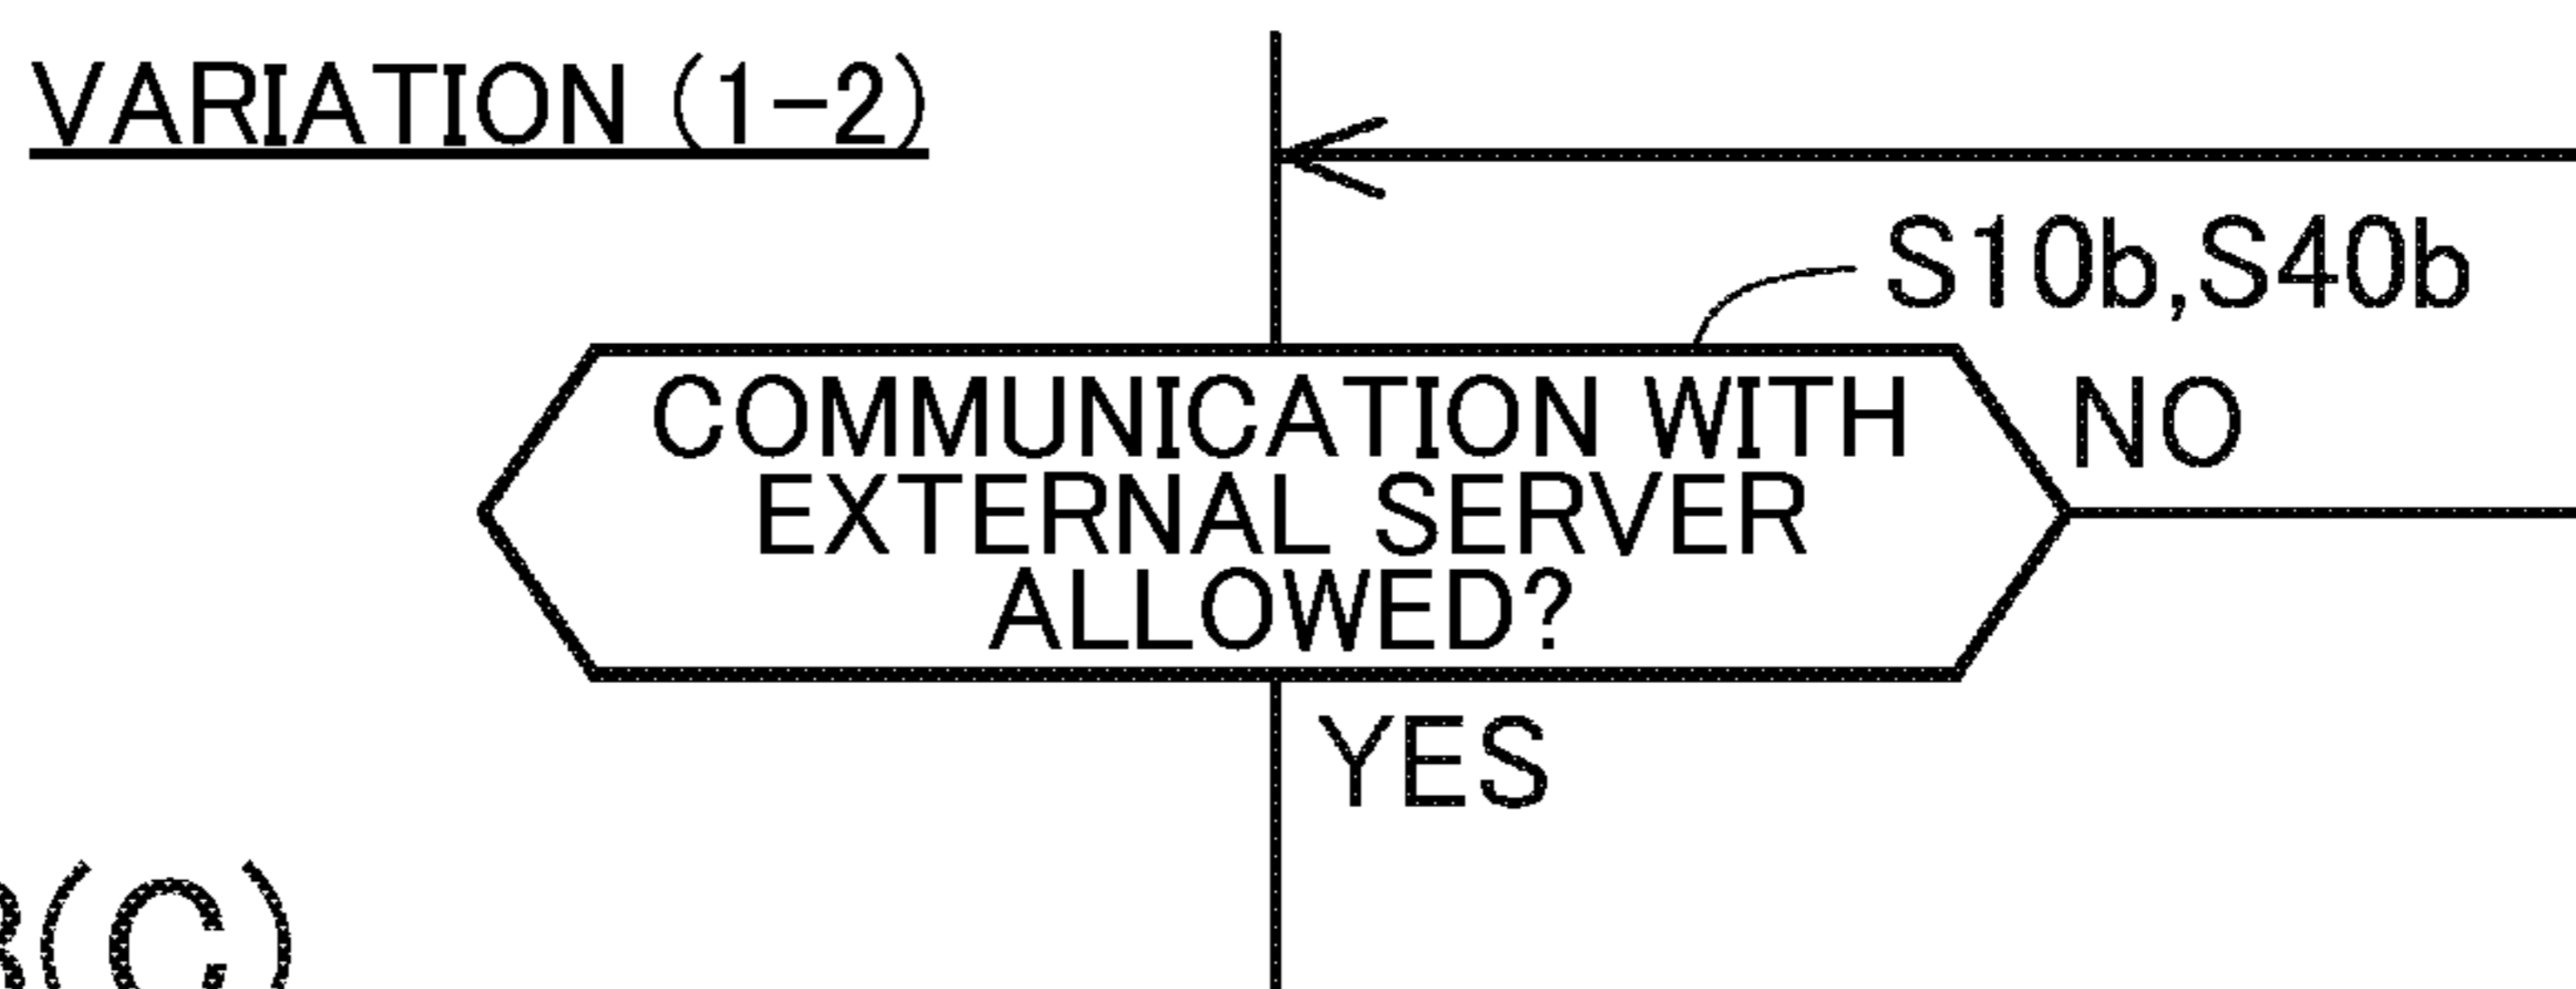 VARIATION (1-2)
S10b,S40b
COMMUNICATION WITH
EXTERNAL SERVER
ALLOWED?
NO
YES
(C)